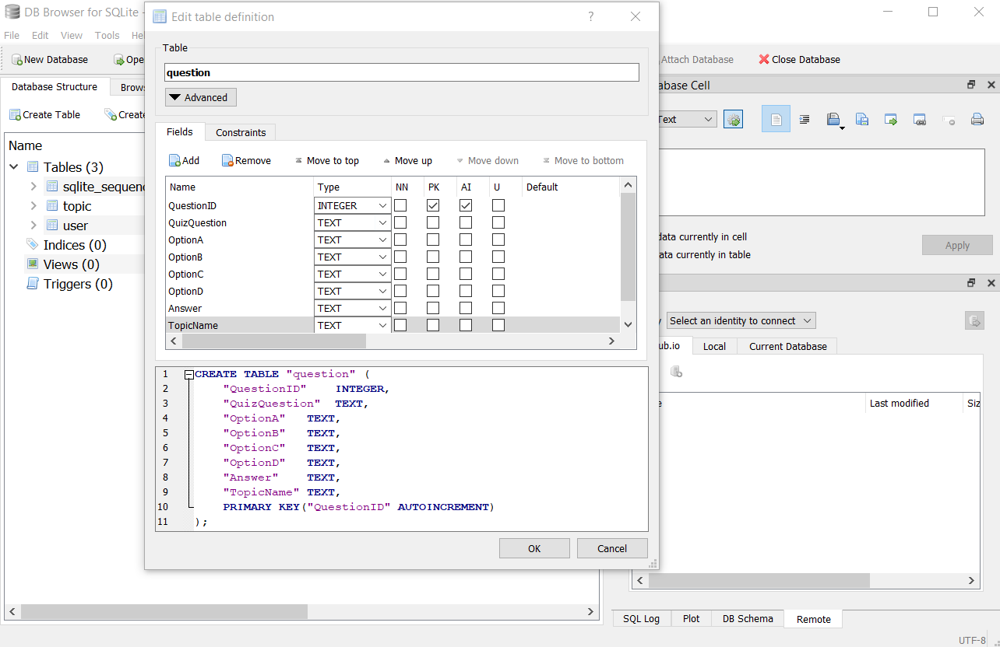 DB Browser for SQLite -
File Edit View Tools Hel
New Database Ope
Attach Database Close Database
Database Structure Brows
Create Table Create
Name
Tables (3)
sqlite_sequen
topic
user
Indices (0)
Views (0)
Triggers (0)
Edit table definition
?
Table
question
Advanced
Fields Constraints
Add Remove Move to top Move up Move down Move to bottom
Name Type NN PK AI U Default
QuestionID INTEGER
QuizQuestion TEXT
OptionA TEXT
OptionB TEXT
OptionC TEXT
OptionD TEXT
Answer TEXT
TopicName TEXT
1 CREATE TABLE "question" (
2 "QuestionID" INTEGER,
3 "QuizQuestion" TEXT,
4 "OptionA" TEXT,
5 "OptionB" TEXT,
6 "OptionC" TEXT,
7 "OptionD" TEXT,
8 "Answer" TEXT,
9 "TopicName" TEXT,
10 PRIMARY KEY("QuestionID" AUTOINCREMENT)
11 );
OK Cancel
abase Cell
Text
data currently in cell
ata currently in table
Apply
y Select an identity to connect
ub.io Local Current Database
e Last modified Siz
SQL Log Plot DB Schema Remote
UTF-8